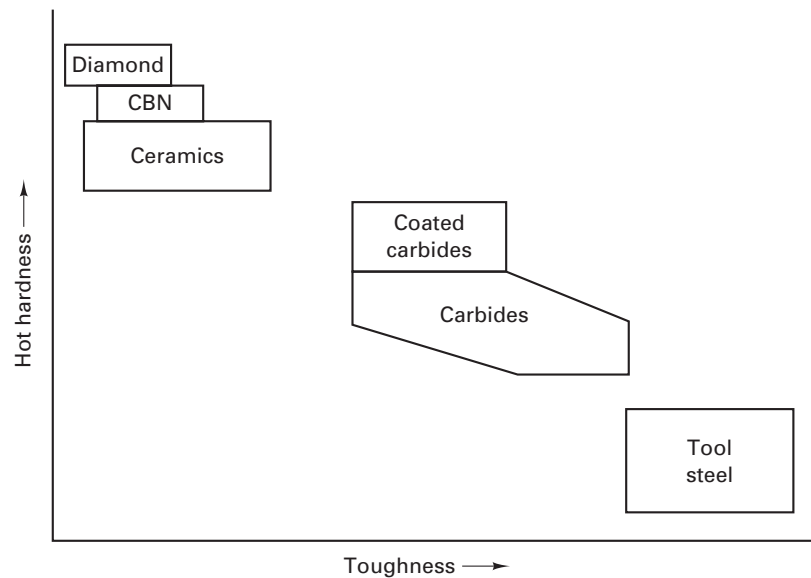 Diamond
CBN
Ceramics
Coated
carbides
Carbides
Tool
steel
Hot hardness
Toughness